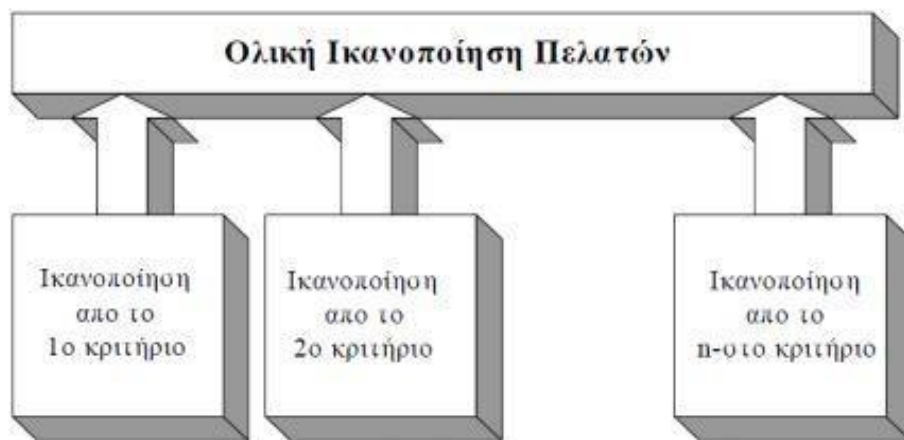 Ολική Ικανοποίηση Πελατών
Ικανοποίηση
απο το
1ο κριτήριο
Ικανοποίηση
απο το
2ο κριτήριο
Ικανοποίηση
απο το
n-στο κριτήριο